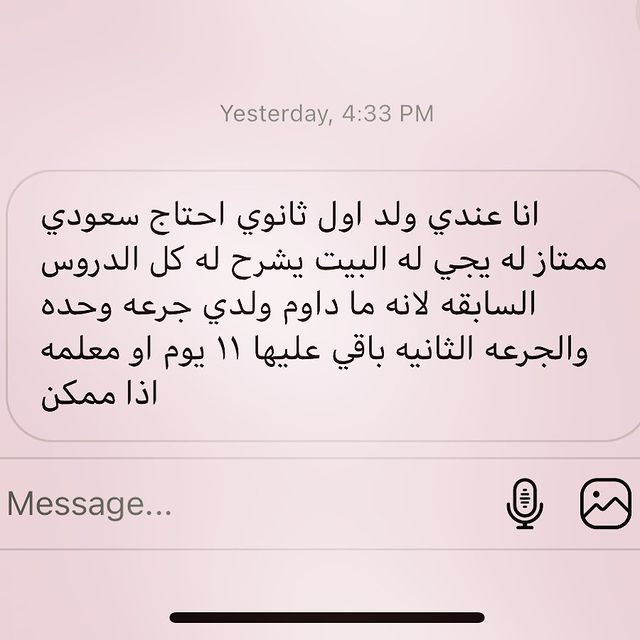 Yesterday, 4:33 PM
انا عندي ولد اول ثانوي احتاج سعودي
ممتاز له يجي له البيت يشرح له كل الدروس
السابقه لانه ما داوم ولدي جرعه وحده
والجرعه الثانيه باقي عليها ١١ يوم او معلمه
اذا ممكن
Message...